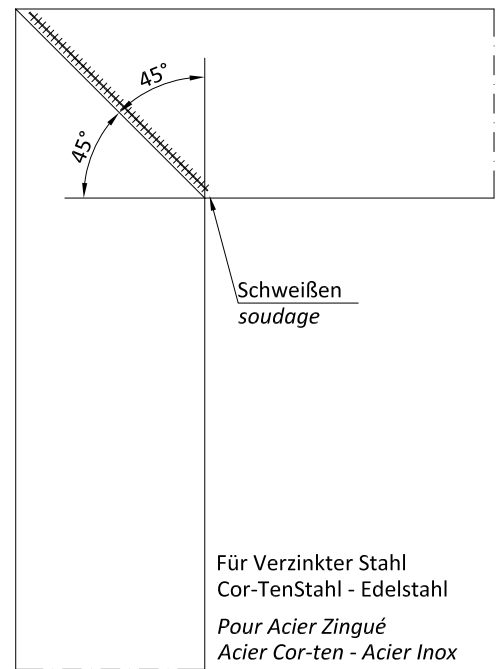 45°
45°
Schweißen
soudage
Für Verzinkter Stahl
Cor-TenStahl - Edelstahl
Pour Acier Zingué
Acier Cor-ten - Acier Inox